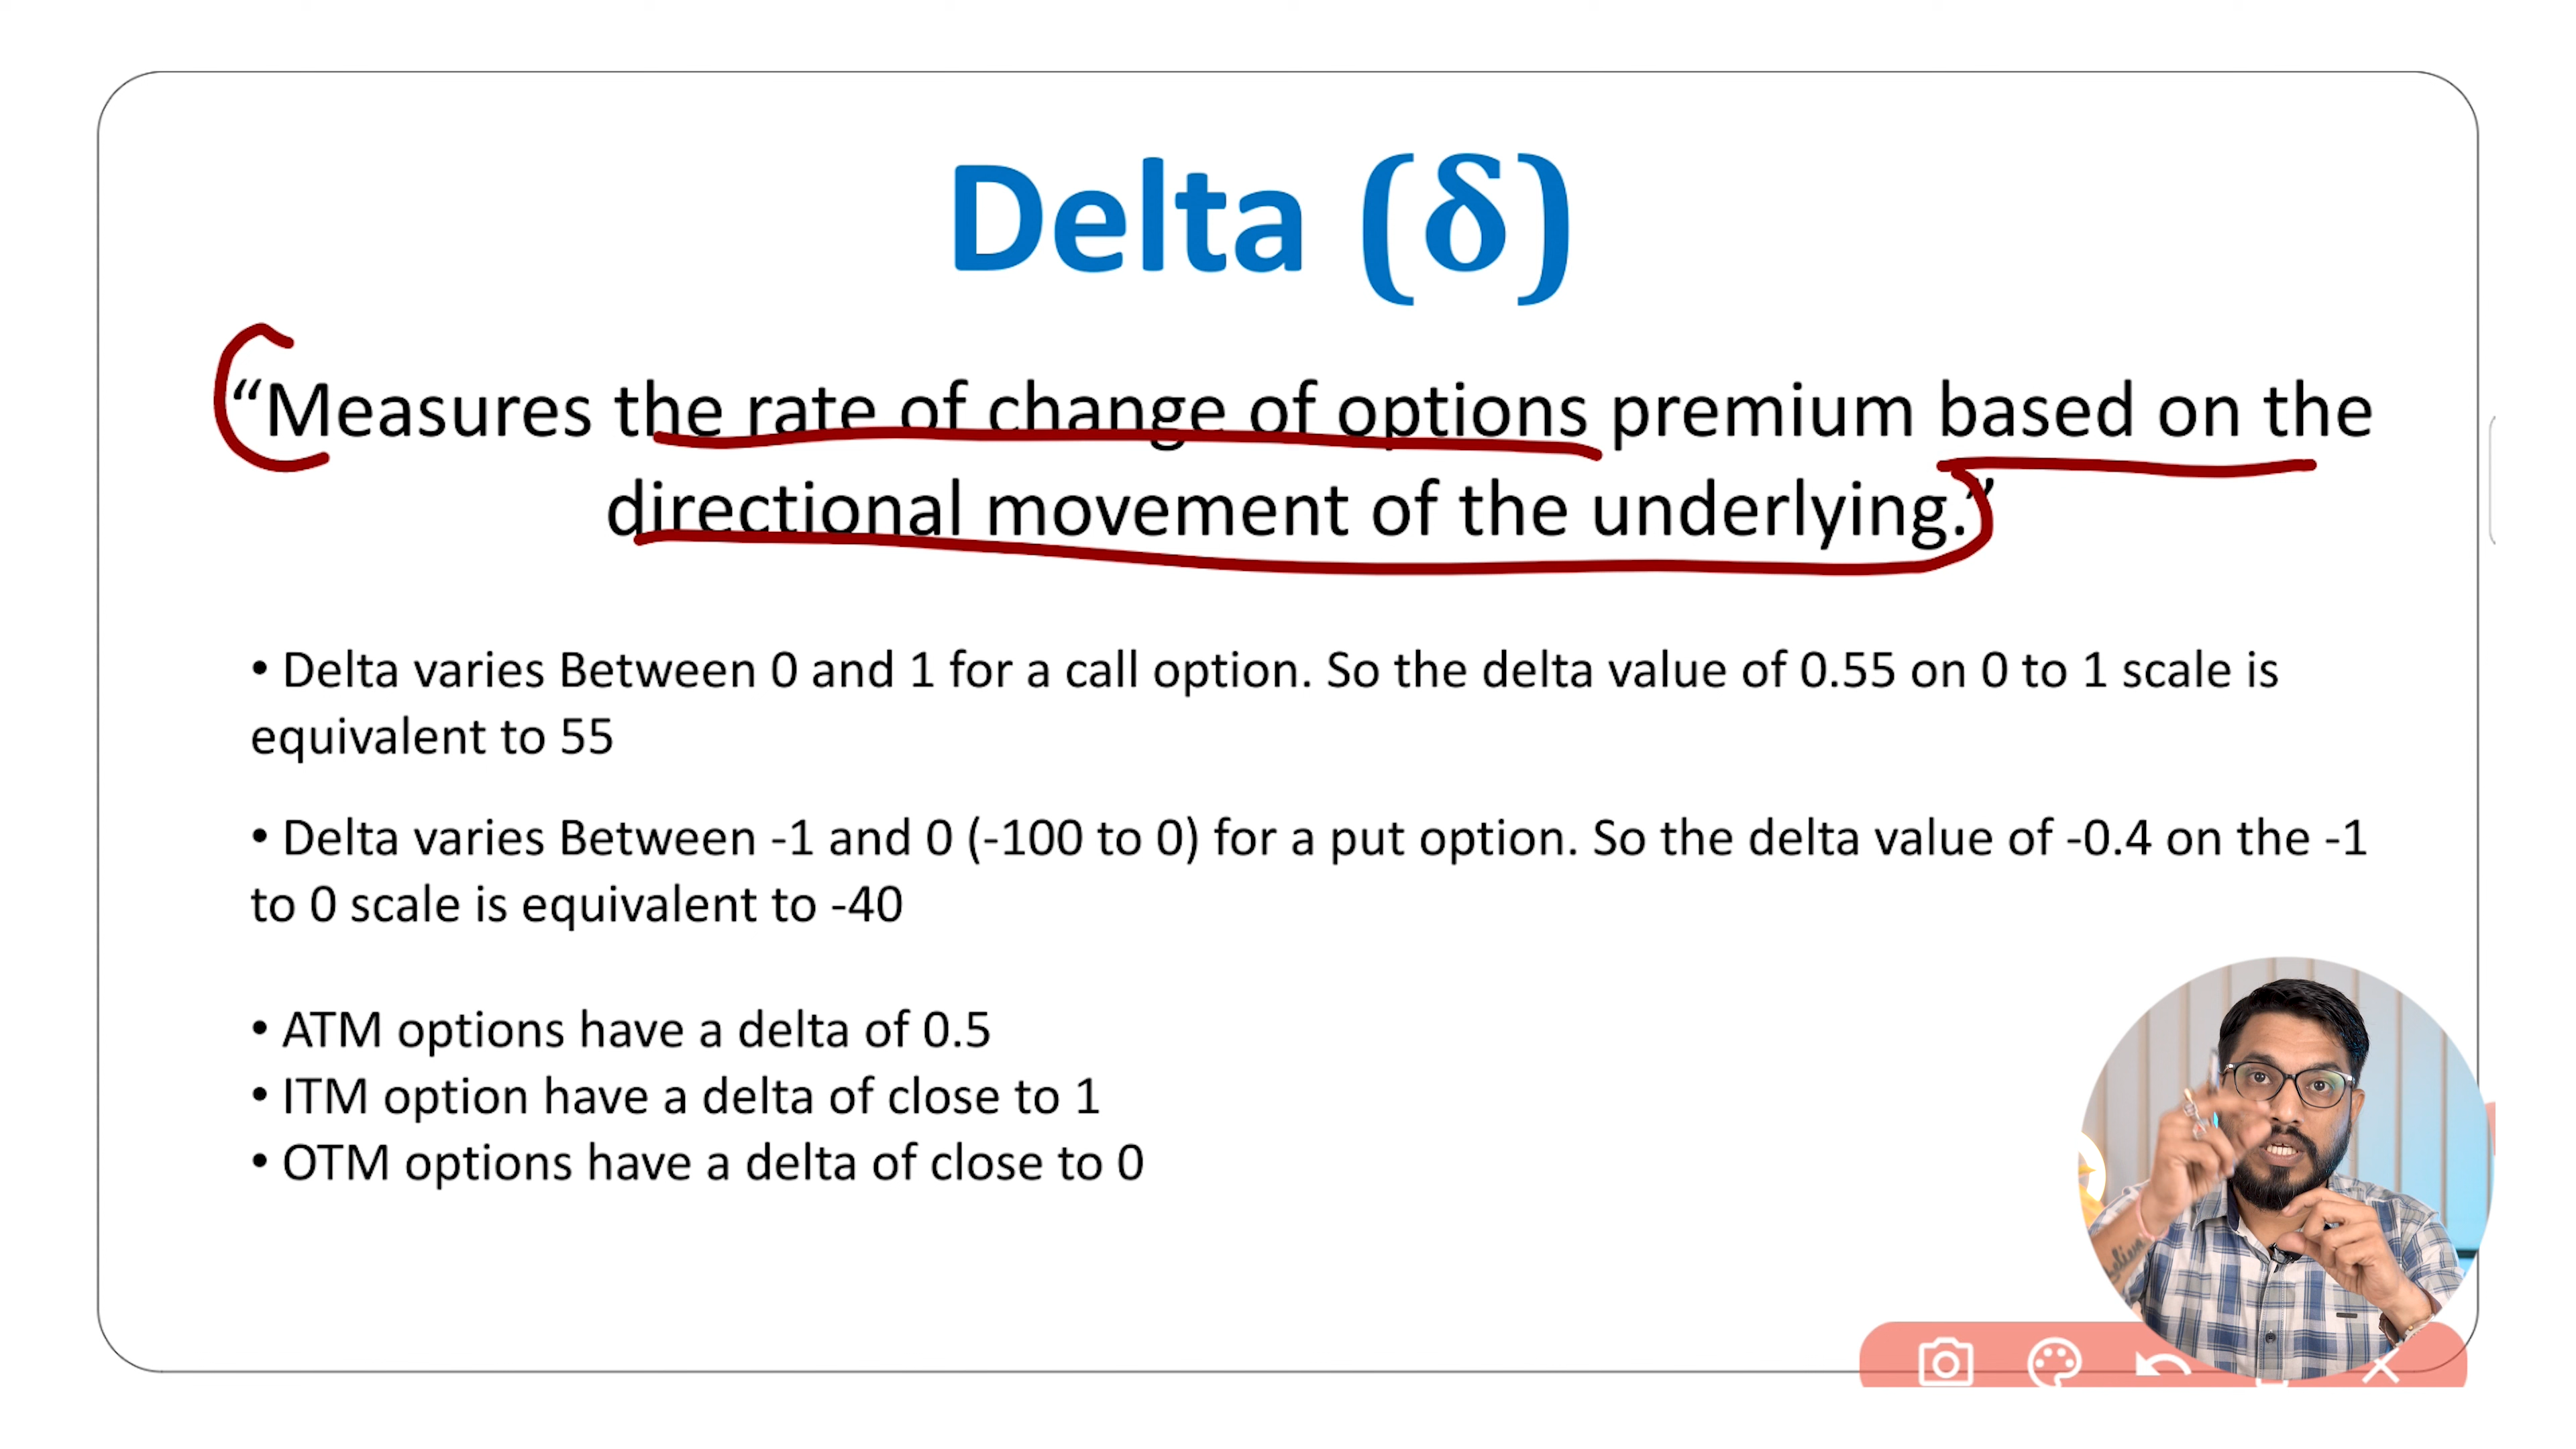 Delta (δ)
“Measures the rate of change of options premium based on the
directional movement of the underlying.”
• Delta varies Between 0 and 1 for a call option. So the delta value of 0.55 on 0 to 1 scale is
equivalent to 55
• Delta varies Between -1 and 0 (-100 to 0) for a put option. So the delta value of -0.4 on the -1
to 0 scale is equivalent to -40
• ATM options have a delta of 0.5
• ITM option have a delta of close to 1
• OTM options have a delta of close to 0